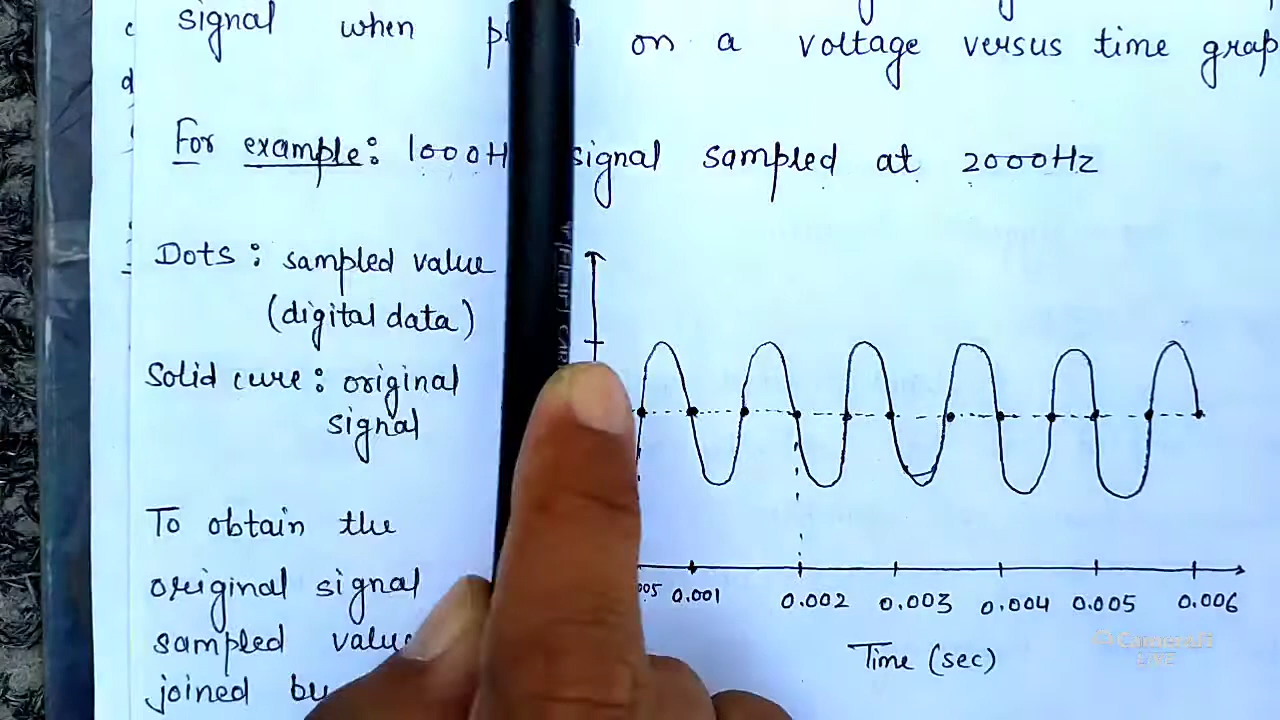 signal when on a voltage versus time
For example: 1000H signal sampled at 2000Hz
Dots: sampled value
(digital data)
Solid cure: original
signal
To obtain the
original signal
sampled
joined by
0.001 0.002 0.003 0.004 0.005 0.006
Time (sec)